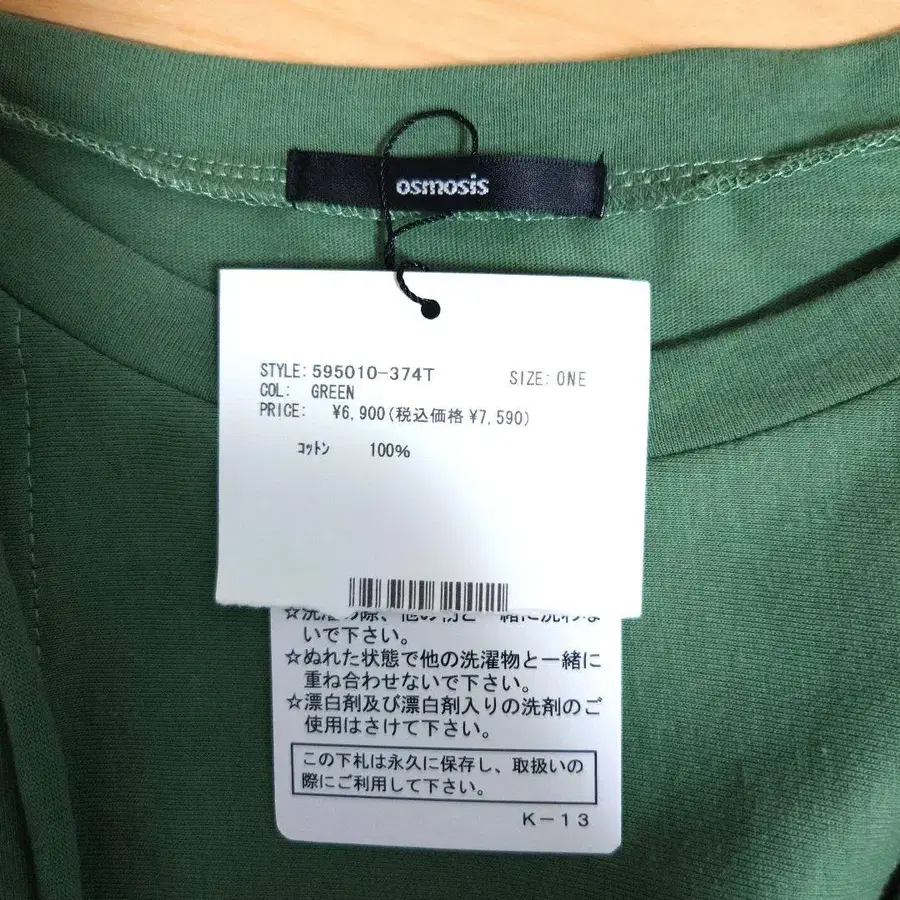 osmosis
STYLE: 595010-374T SIZE: ONE
COL: GREEN
PRICE: ¥6,900(税込価格 ¥7,590)
コットン 100%
いで下さい。
☆ぬれた状態で他の洗濯物と一緒に
重ね合わせないで下さい。
☆漂白剤及び漂白剤入りの洗剤のご
使用はさけて下さい。
この下札は永久に保存し、取扱いの
際にご利用して下さい。
K-13